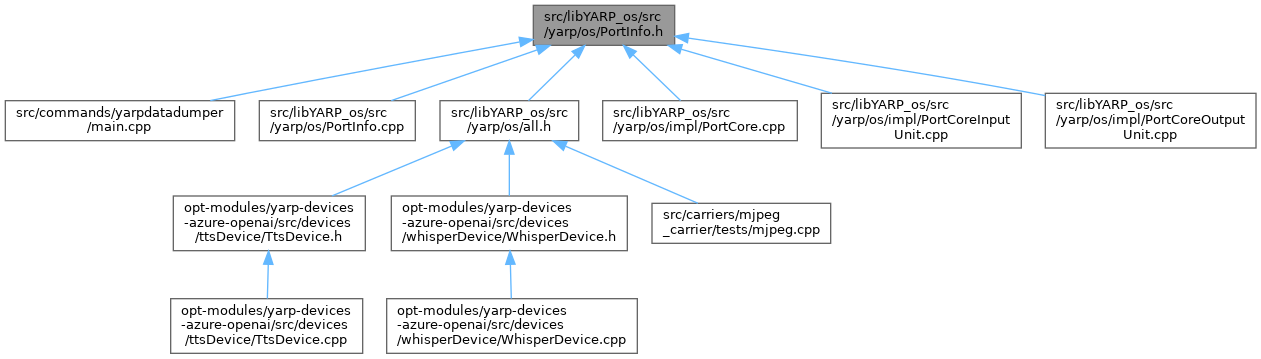 src/libYARP_os/src
/yarp/os/PortInfo.h
src/commands/yarpdatadumper
/main.cpp
src/libYARP_os/src
/yarp/os/PortInfo.cpp
src/libYARP_os/src
/yarp/os/all.h
src/libYARP_os/src
/yarp/os/impl/PortCore.cpp
src/libYARP_os/src
/yarp/os/impl/PortCoreInput
Unit.cpp
src/libYARP_os/src
/yarp/os/impl/PortCoreOutput
Unit.cpp
opt-modules/yarp-devices
-azure-openai/src/devices
/ttsDevice/TtsDevice.h
opt-modules/yarp-devices
-azure-openai/src/devices
/whisperDevice/WhisperDevice.h
src/carriers/mjpeg
_carrier/tests/mjpeg.cpp
opt-modules/yarp-devices
-azure-openai/src/devices
/ttsDevice/TtsDevice.cpp
opt-modules/yarp-devices
-azure-openai/src/devices
/whisperDevice/WhisperDevice.cpp